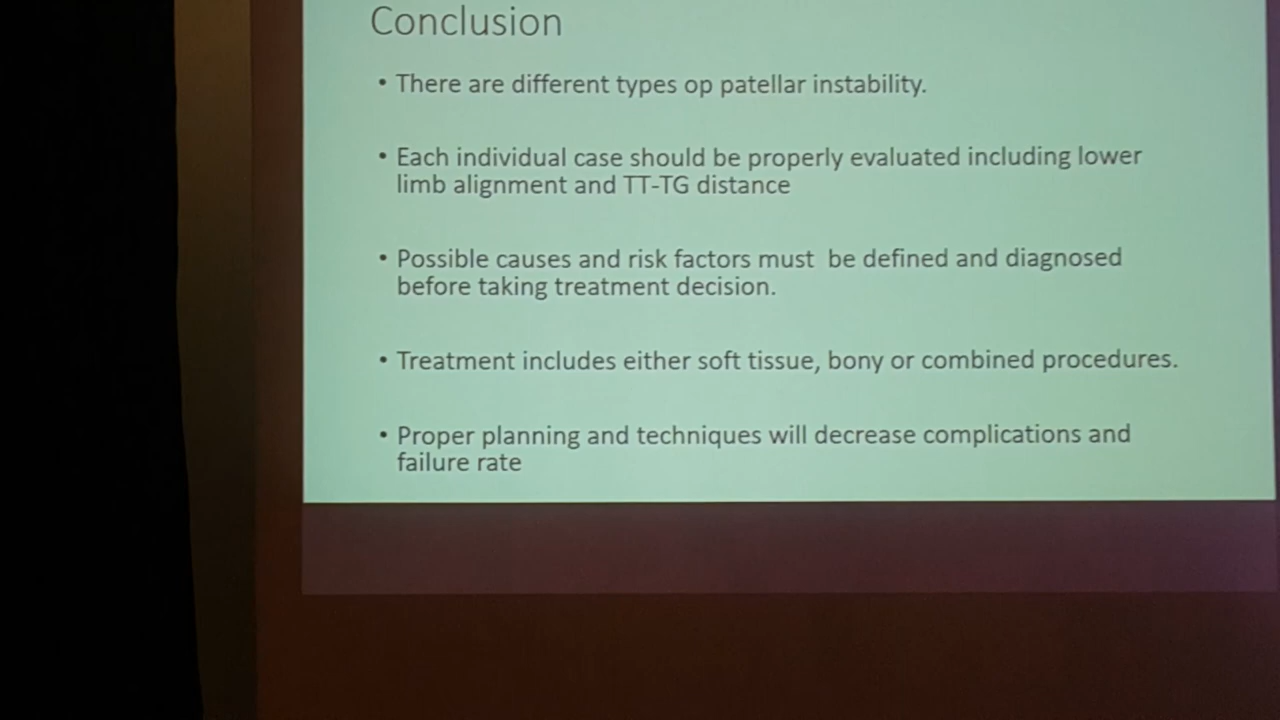 Conclusion
• There are different types op patellar instability.
• Each individual case should be properly evaluated including lower
limb alignment and TT-TG distance
• Possible causes and risk factors must  be defined and diagnosed
before taking treatment decision.
• Treatment includes either soft tissue, bony or combined procedures.
• Proper planning and techniques will decrease complications and
failure rate